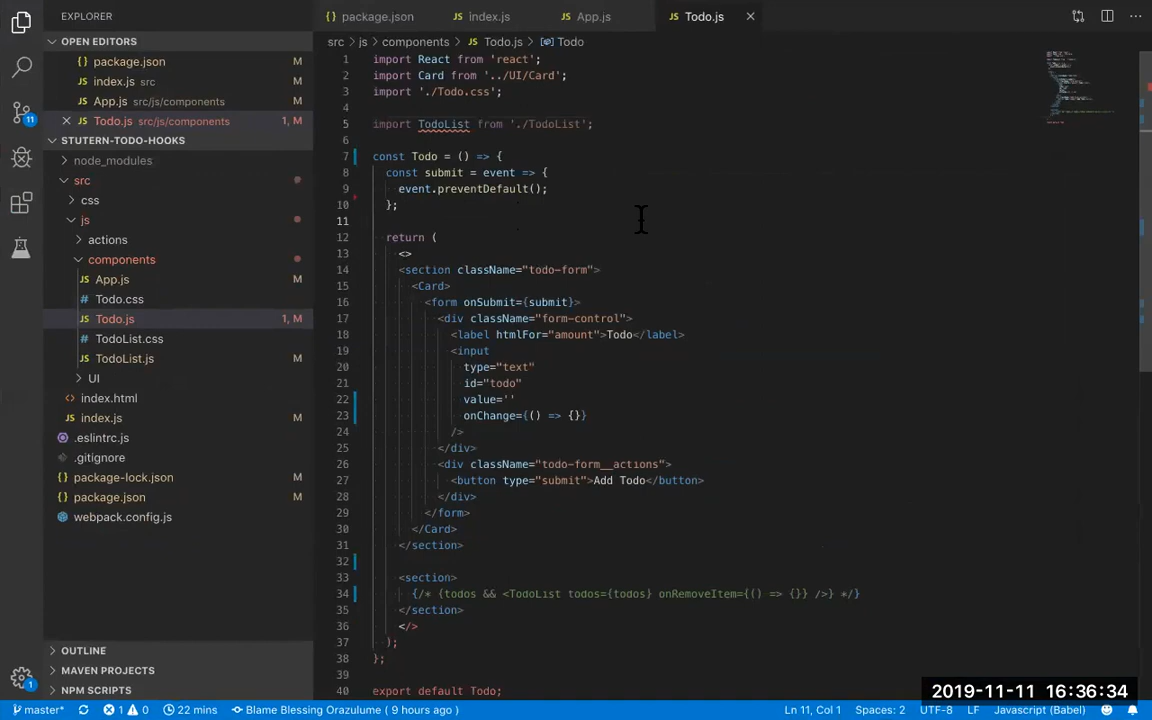 EXPLORER
OPEN EDITORS
package.json M
index.js src M
App.js src/js/components M
Todo.js src/js/components 1, M
STUTERN-TODO-HOOKS
node_modules
src
css
js
actions
components
App.js M
Todo.css
Todo.js 1, M
TodoList.css
TodoList.js M
UI
index.html
index.js M
.eslintrc.js
.gitignore
package-lock.json M
package.json M
webpack.config.js
OUTLINE
MAVEN PROJECTS
NPM SCRIPTS
11
1
package.json index.js App.js Todo.js
src > js > components > Todo.js > Todo
1 import React from 'react';
2 import Card from '../UI/Card';
3 import './Todo.css';
4
5 import TodoList from './TodoList';
6
7 const Todo = () => {
8 const submit = event => {
9 event.preventDefault();
10 };
11
12 return (
13 <>
14 <section className="todo-form">
15 <Card>
16 <form onSubmit={submit}>
17 <div className="form-control">
18 <label htmlFor="amount">Todo</label>
19 <input
20 type="text"
21 id="todo"
22 value=''
23 onChange={() => {}}
24 />
25 </div>
26 <div className="todo-form__actions">
27 <button type="submit">Add Todo</button>
28 </div>
29 </form>
30 </Card>
31 </section>
32
33 <section>
34 {/* {todos && <TodoList todos={todos} onRemoveItem={() => {}} />} */}
35 </section>
36 </>
37 );
38 };
39
40 export default Todo;
2019-11-11 16:36:34
master* 1 0 22 mins Blame Blessing Orazulume ( 9 hours ago ) Ln 11, Col 1 Spaces: 2 UTF-8 LF Javascript (Babel)